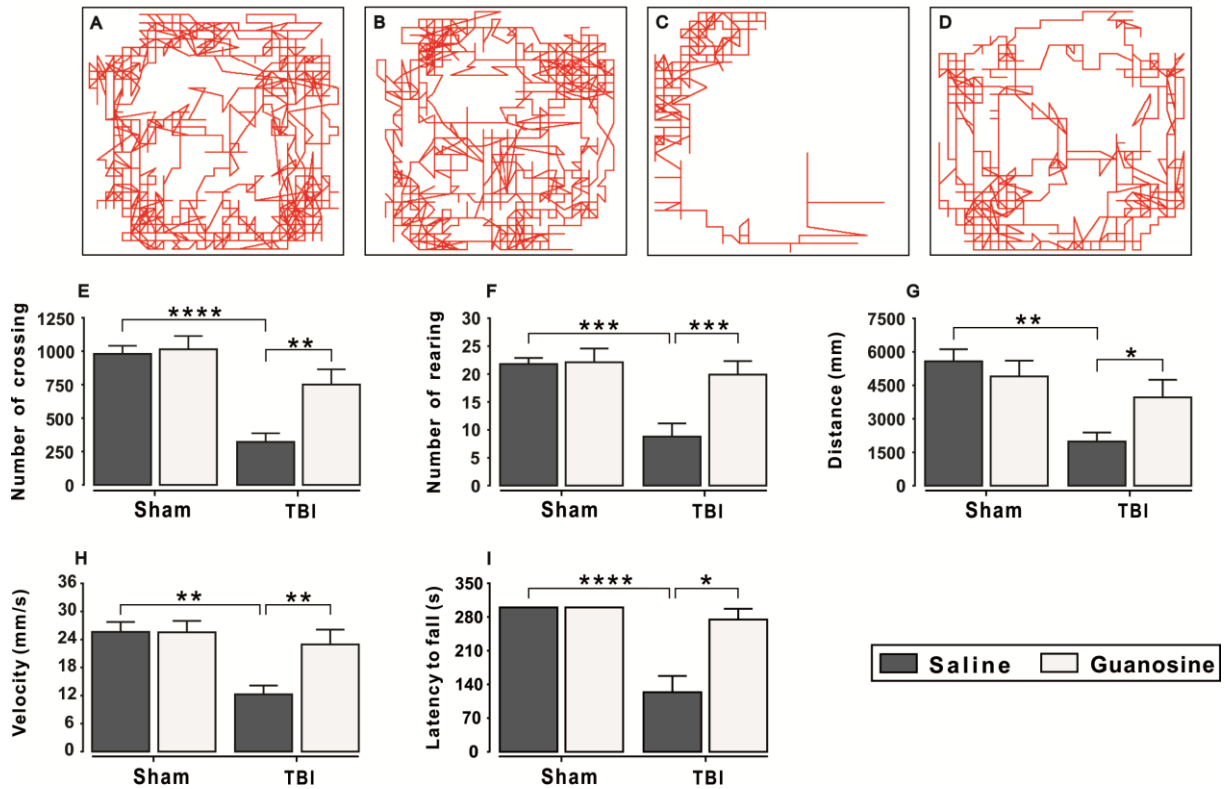 A
B
C
D
E
Number of crossing
1250
1000
750
500
250
0
****
**
Sham
TBI
F
Number of rearing
30
25
20
15
10
5
0
***
***
Sham
TBI
G
Distance (mm)
7500
6000
4500
3000
1500
0
**
*
Sham
TBI
H
Velocity (mm/s)
36
30
24
18
12
6
0
**
**
Sham
TBI
I
Latency to fall (s)
350
280
210
140
70
0
****
*
Sham
TBI
Saline
Guanosine